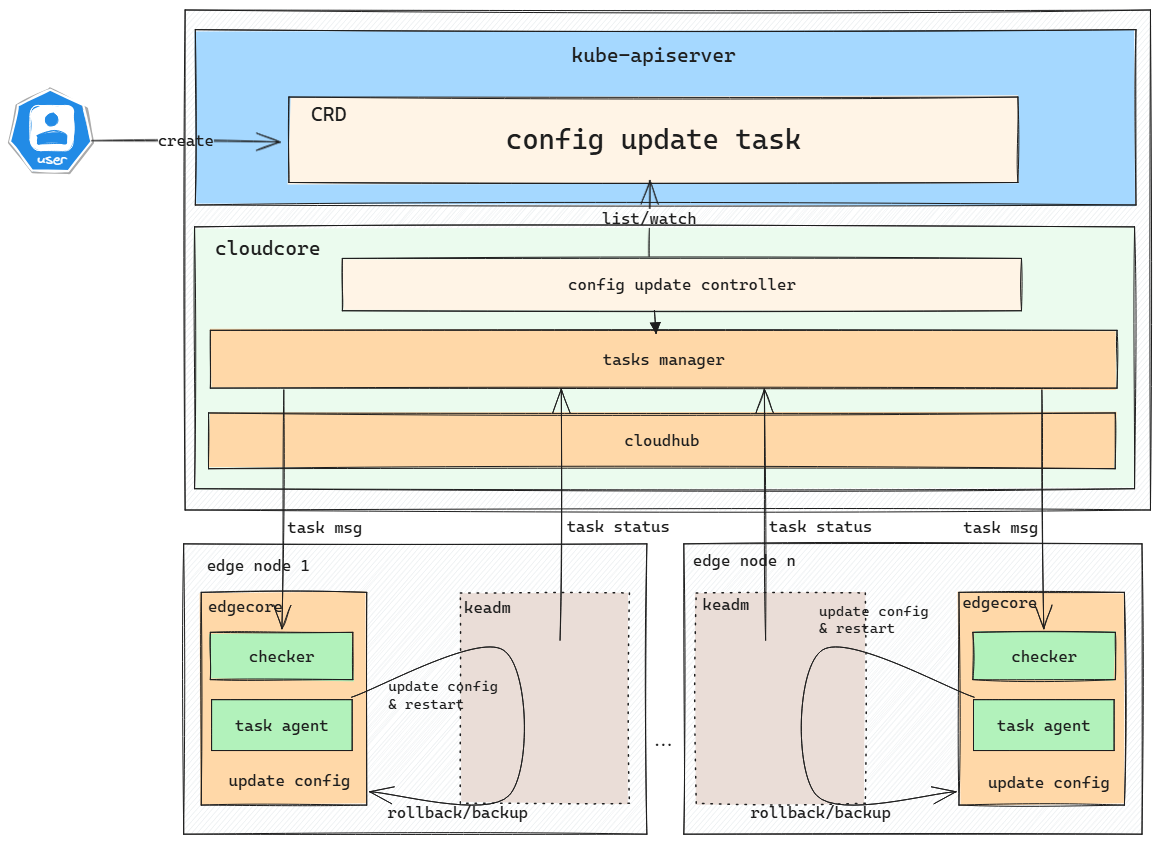 kube-apiserver
CRD
config update task
user
create
list/watch
cloudcore
config update controller
tasks manager
cloudhub
task msg
task status
task status
task msg
edge node 1
edge node n
edgecore
keadm
keadm
update config
& restart
edgecore
checker
checker
update config
& restart
task agent
task agent
...
update config
update config
rollback/backup
rollback/backup